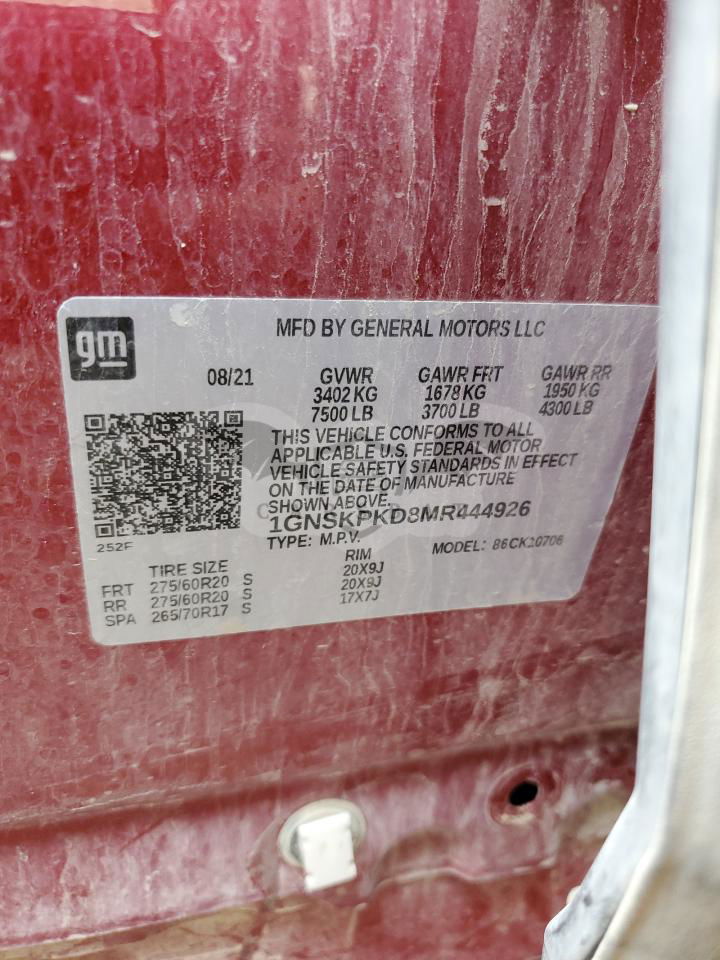 gm
MFD BY GENERAL MOTORS LLC
08/21 GVWR GAWR FRT GAWR RR
3402 KG 1678 KG 1950 KG
7500 LB 3700 LB 4300 LB
THIS VEHICLE CONFORMS TO ALL
APPLICABLE U.S. FEDERAL MOTOR
VEHICLE SAFETY STANDARDS IN EFFECT
ON THE DATE OF MANUFACTURE
SHOWN ABOVE.
1GNSKPKD8MR444926
TYPE: M.P.V. MODEL: 86CK10706
252F
TIRE SIZE RIM
FRT 275/60R20 S 20X9J
RR 275/60R20 S 20X9J
SPA 265/70R17 S 17X7J